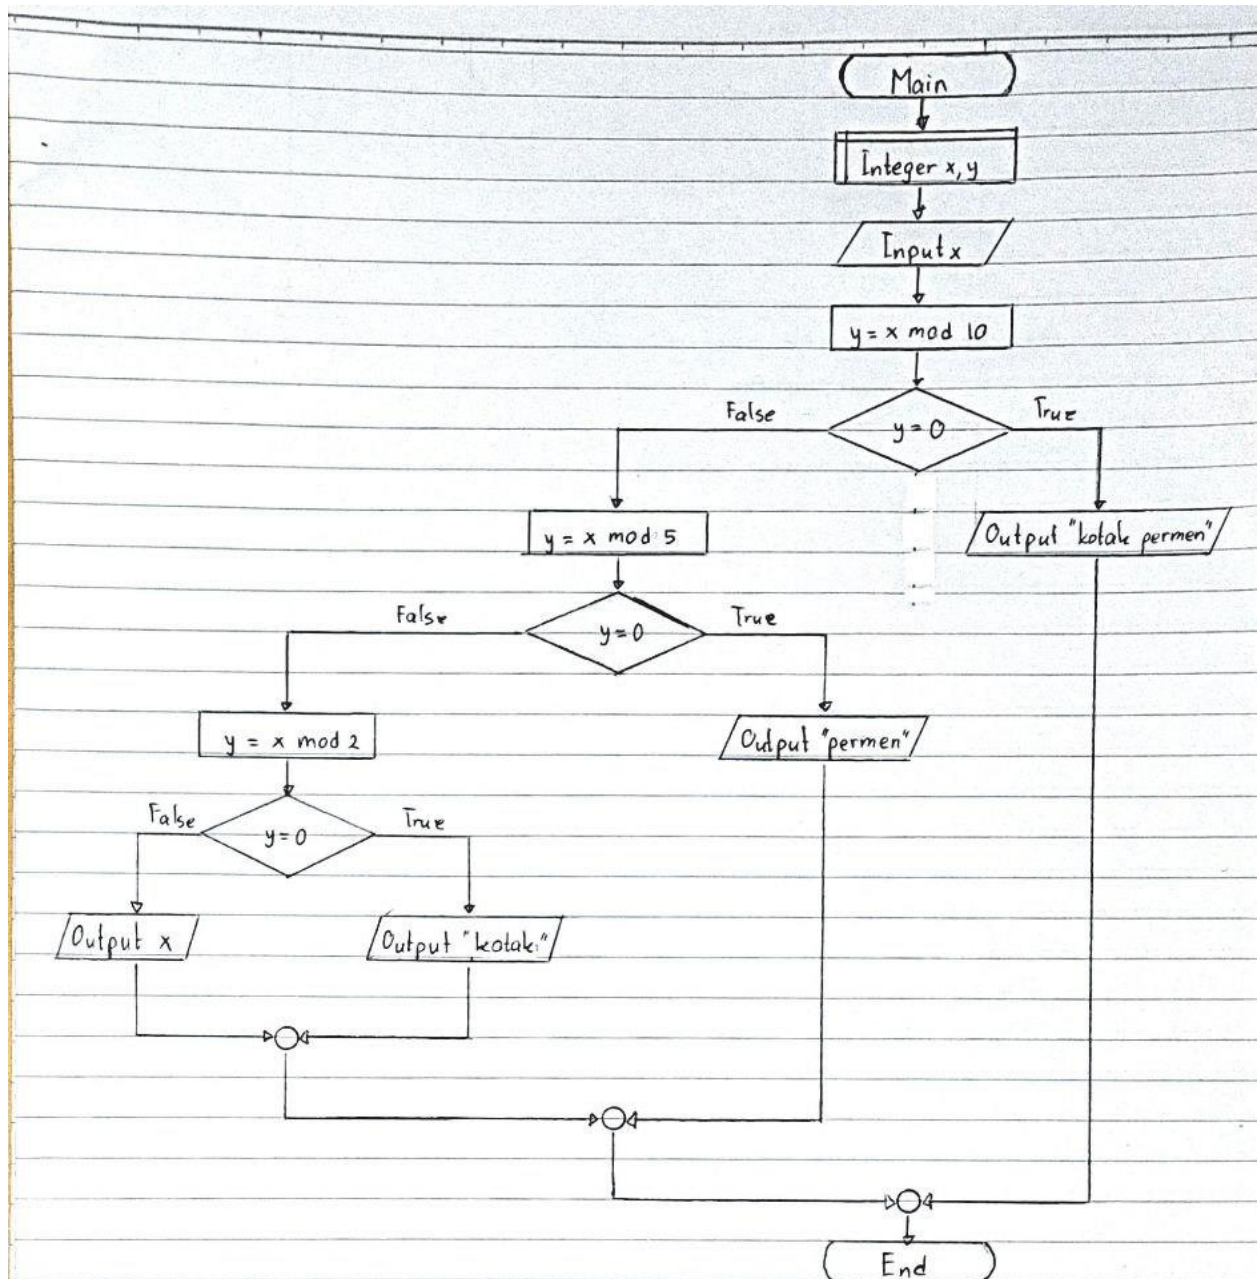 Main
Integer x, y
Input x
y = x mod 10
False
y = 0
True
y = x mod 5
Output "kotak permen"
False
y = 0
True
y = x mod 2
Output "permen"
False
y = 0
True
Output x
Output "kotak"
End